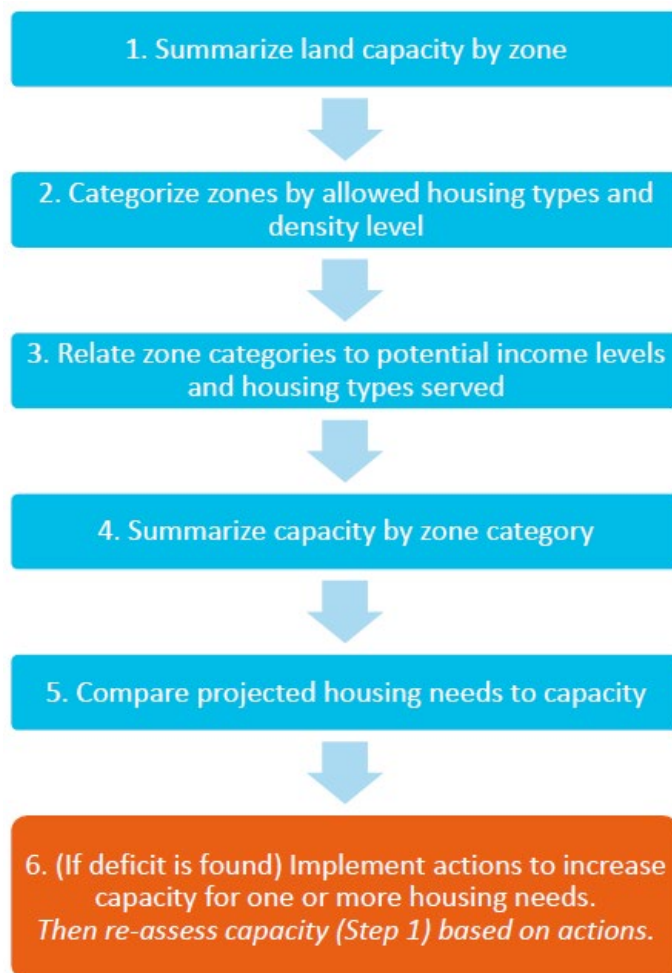 1. Summarize land capacity by zone
2. Categorize zones by allowed housing types and
density level
3. Relate zone categories to potential income levels
and housing types served
4. Summarize capacity by zone category
5. Compare projected housing needs to capacity
6. (If deficit is found) Implement actions to increase
capacity for one or more housing needs.
Then re-assess capacity (Step 1) based on actions.